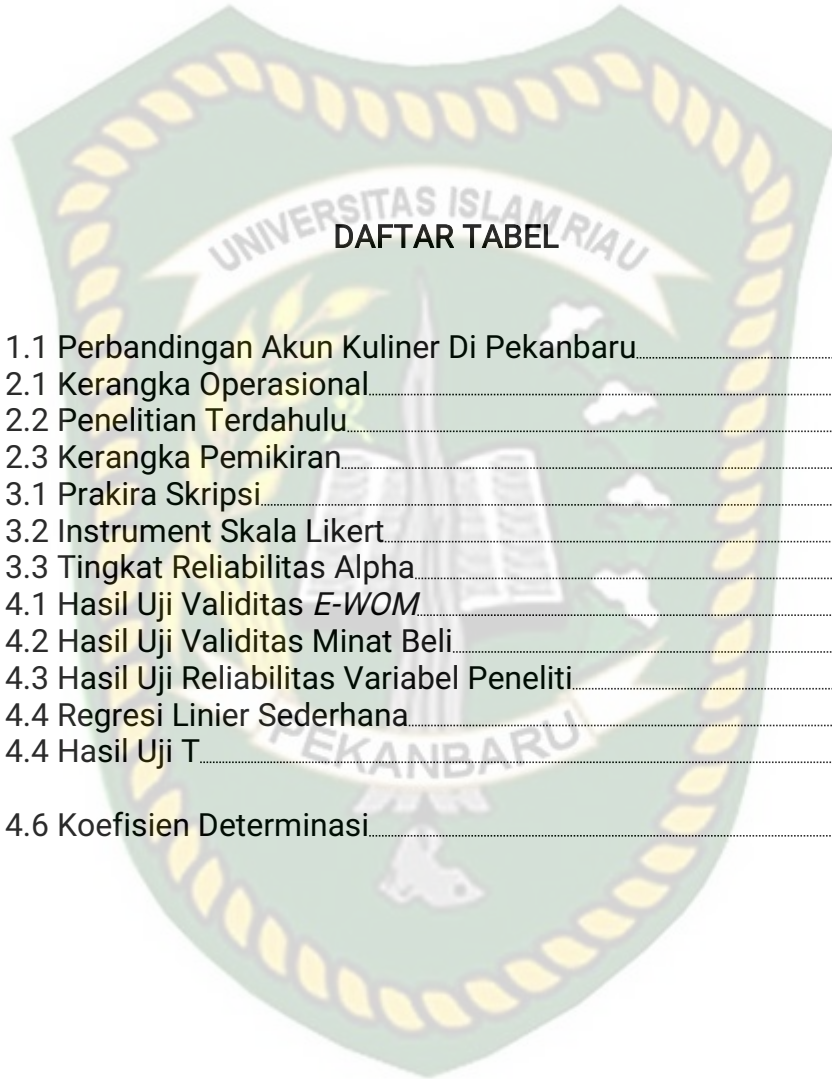 UNIVERSITAS ISLAM RIAU
DAFTAR TABEL
1.1 Perbandingan Akun Kuliner Di Pekanbaru
2.1 Kerangka Operasional
2.2 Penelitian Terdahulu
2.3 Kerangka Pemikiran
3.1 Prakira Skripsi
3.2 Instrument Skala Likert
3.3 Tingkat Reliabilitas Alpha
4.1 Hasil Uji Validitas E-WOM
4.2 Hasil Uji Validitas Minat Beli
4.3 Hasil Uji Reliabilitas Variabel Peneliti
4.4 Regresi Linier Sederhana
4.4 Hasil Uji T
PEKANBARU
4.6 Koefisien Determinasi